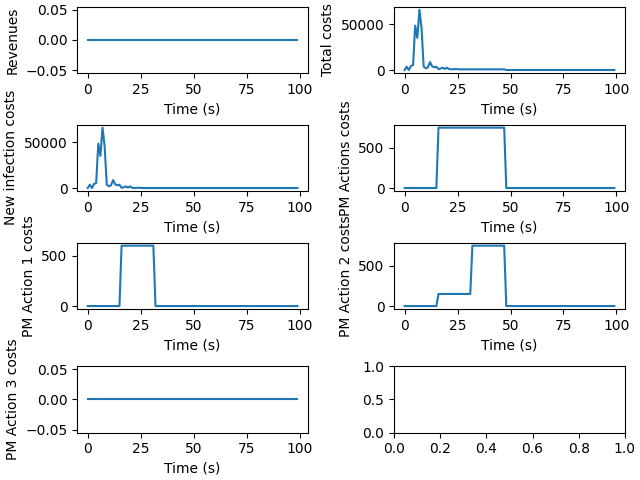 Revenues
0.05
0.00
−0.05
0 25 50 75 100
Time (s)
Total costs
50000
0
0 25 50 75 100
Time (s)
New infection costs
50000
0
0 25 50 75 100
Time (s)
PM Actions costs
500
0
0 25 50 75 100
Time (s)
PM Action 1 costs
500
0
0 25 50 75 100
Time (s)
PM Action 2 costs
500
0
0 25 50 75 100
Time (s)
PM Action 3 costs
0.05
0.00
−0.05
0 25 50 75 100
Time (s)
1.0
0.5
0.0
0.0 0.2 0.4 0.6 0.8 1.0